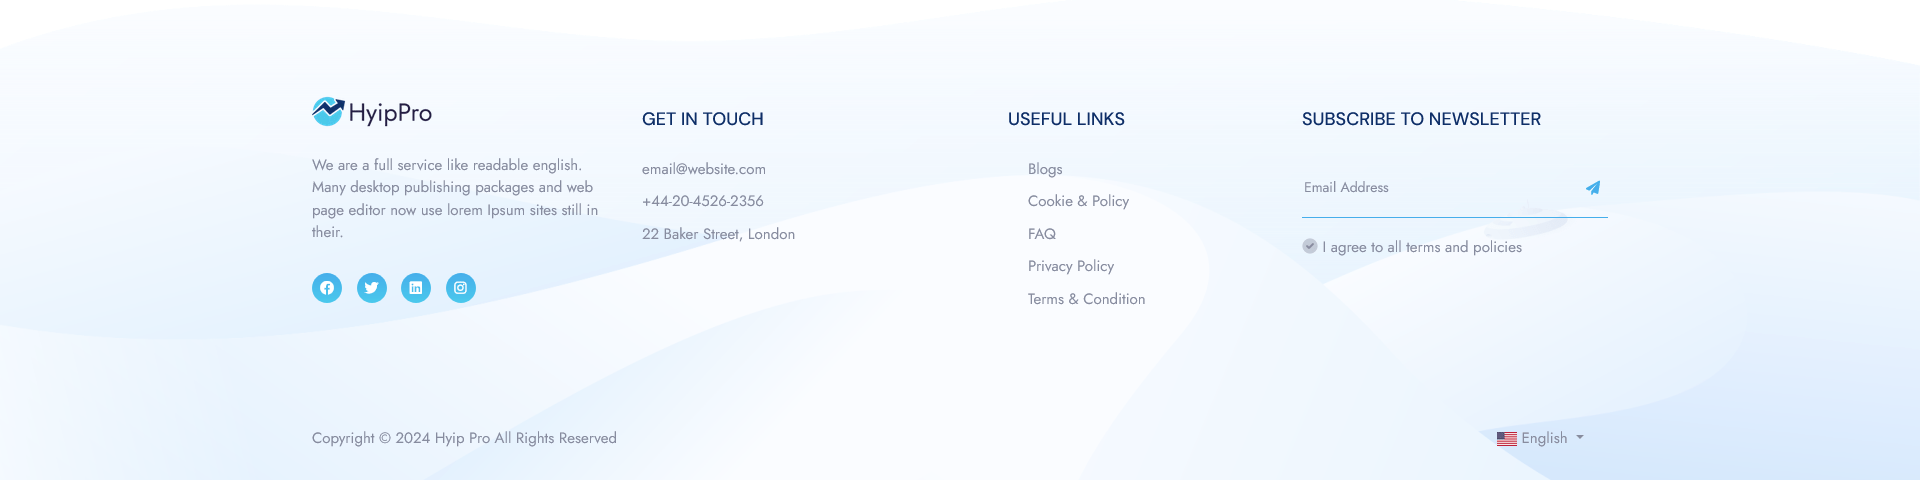 HyipPro
We are a full service like readable english.
Many desktop publishing packages and web
page editor now use lorem Ipsum sites still in
their.
GET IN TOUCH
email@website.com
+44-20-4526-2356
22 Baker Street, London
USEFUL LINKS
Blogs
Cookie & Policy
FAQ
Privacy Policy
Terms & Condition
SUBSCRIBE TO NEWSLETTER
Email Address
I agree to all terms and policies
Copyright © 2024 Hyip Pro All Rights Reserved
English